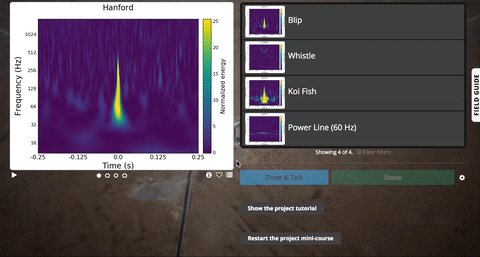 Hanford
Frequency (Hz)
1024
512
256
128
64
32
16
-0.25
-0.125
0.0
0.125
0.25
Time (s)
25
20
15
10
5
0
Normalized energy
Blip
Whistle
Koi Fish
Power Line (60 Hz)
Showing 4 of 4.
Clear filters
Done & Talk
Done
Show the project tutorial
Restart the project mini-course
FIELD GUIDE